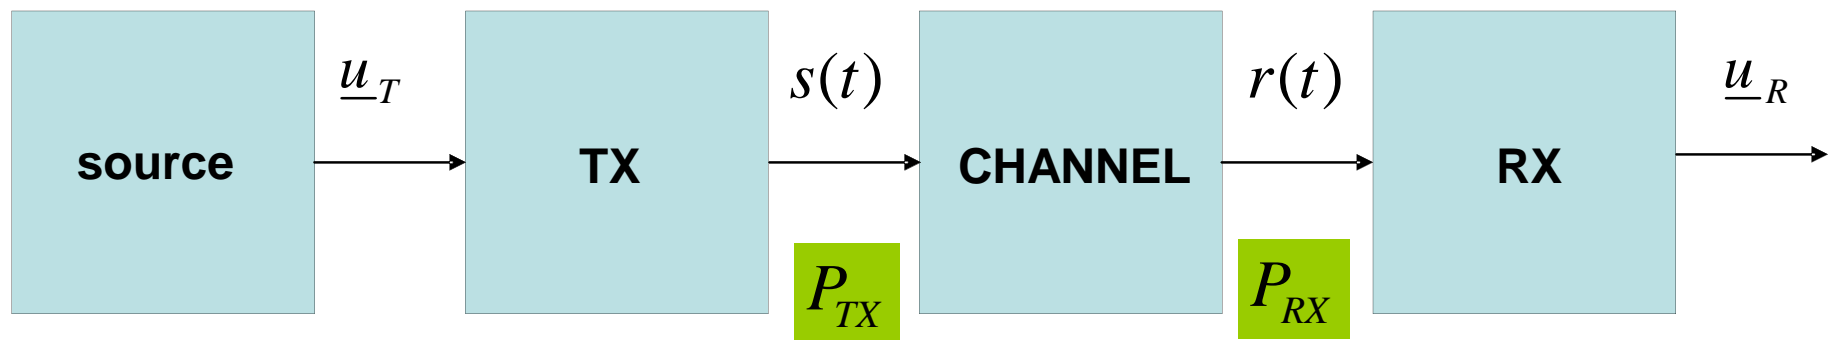 u_T s(t) r(t) u_R
source TX CHANNEL RX
P_TX P_RX